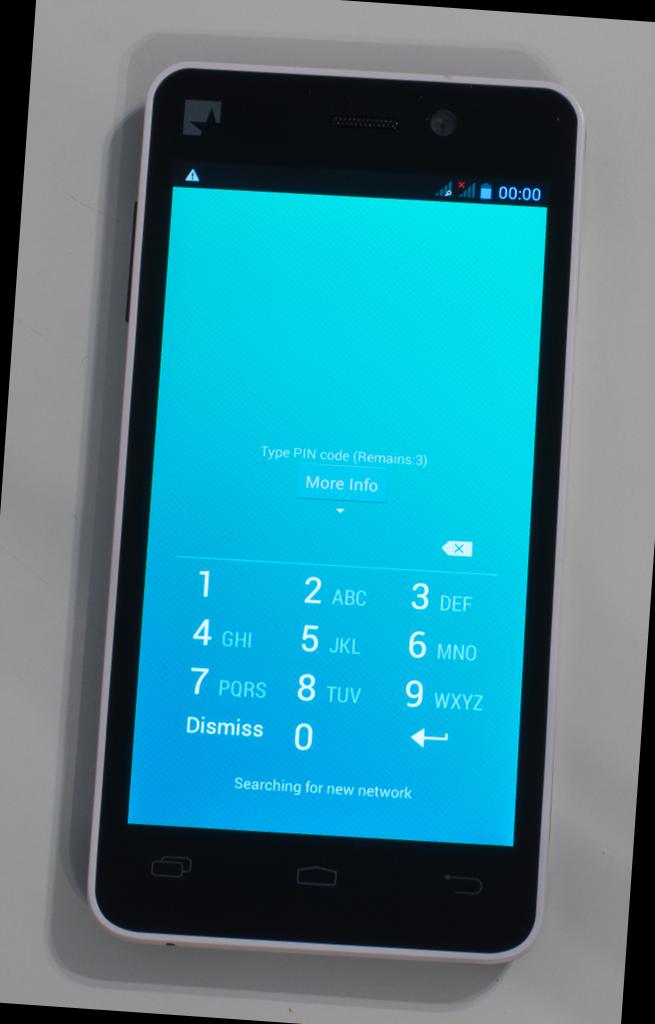 00:00
Type PIN code (Remains:3)
More Info
1 2 ABC 3 DEF
4 GHI 5 JKL 6 MNO
7 PQRS 8 TUV 9 WXYZ
Dismiss 0
Searching for new network